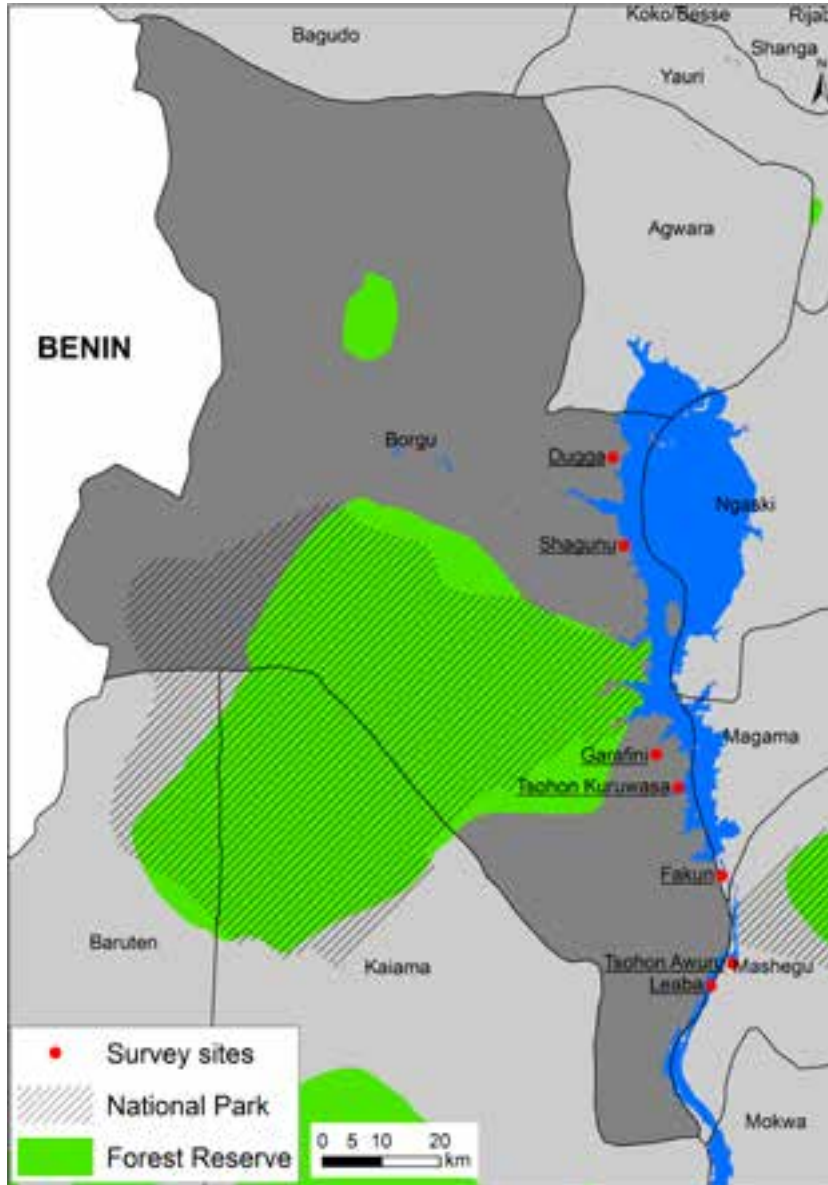 Koko/Besse
Bagudo
Shanga
Yauri
N
Agwara
BENIN
Borgu
Dugga
Ngaski
Shagunu
Magama
Garafini
Tsohon Kuruwasa
Fakun
Baruten
Kaiama
Tsohon Awuru
Mashegu
Leaba
Survey sites
National Park
Forest Reserve
0 5 10 20
km
Mokwa